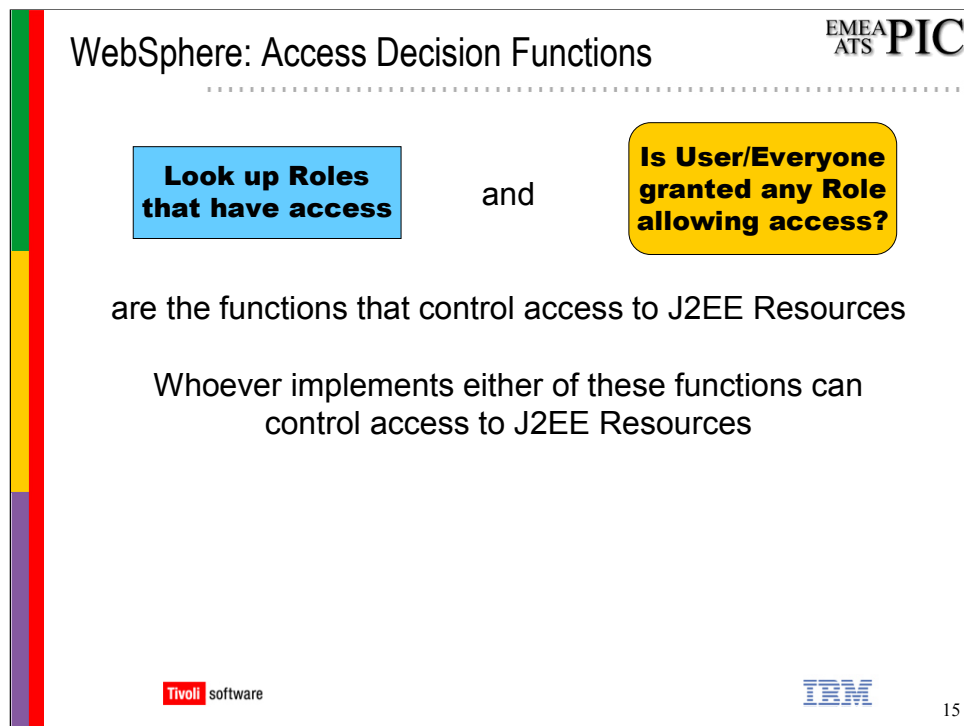 WebSphere: Access Decision Functions
EMEA
ATS PIC
Look up Roles
that have access
and
Is User/Everyone
granted any Role
allowing access?
are the functions that control access to J2EE Resources
Whoever implements either of these functions can
control access to J2EE Resources
Tivoli software
IBM
15